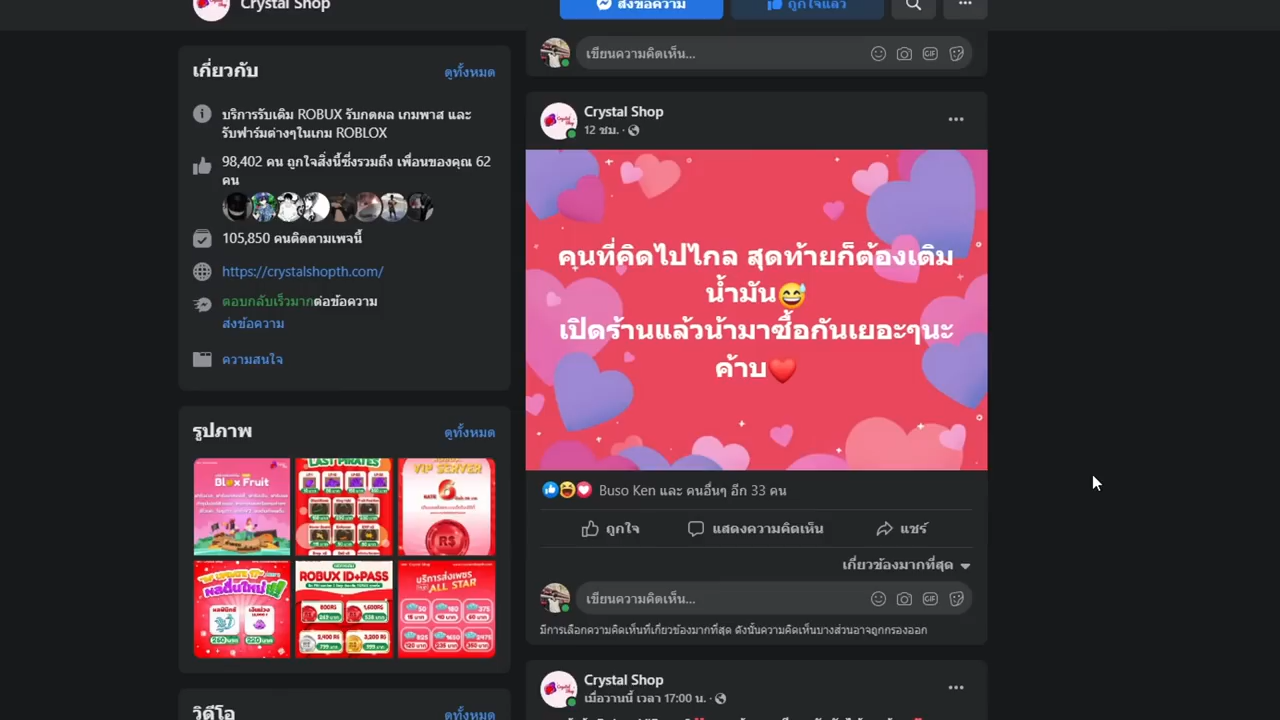 Crystal Shop
ส่งข้อความ
ถูกใจแล้ว
เกี่ยวกับ
ดูทั้งหมด
บริการรับเติม ROBUX รับกดผล เกมพาส และ
รับฟาร์มต่างๆในเกม ROBLOX
98,402 คน ถูกใจสิ่งนี้ซึ่งรวมถึง เพื่อนของคุณ 62
คน
105,850 คนติดตามเพจนี้
https://crystalshopth.com/
ตอบกลับเร็วมากต่อข้อความ
ส่งข้อความ
ความสนใจ
รูปภาพ
ดูทั้งหมด
Blox Fruit
LAST PIRATES
VIP SERVER
ROBUX ID+PASS
ALL STAR
วิดีโอ
ดูทั้งหมด
เขียนความคิดเห็น...
GIF
Crystal Shop
12 ชม. ·
คนที่คิดไปไกล สุดท้ายก็ต้องเติม
น้ำมัน😅
เปิดร้านแล้วน้ามาซื้อกันเยอะๆนะ
ค้าบ❤️
Buso Ken และ คนอื่นๆ อีก 33 คน
ถูกใจ
แสดงความคิดเห็น
แชร์
เกี่ยวข้องมากที่สุด
เขียนความคิดเห็น...
GIF
มีการเลือกความคิดเห็นที่เกี่ยวข้องมากที่สุด ดังนั้นความคิดเห็นบางส่วนอาจถูกกรองออก
Crystal Shop
เมื่อวานนี้ เวลา 17:00 น. ·